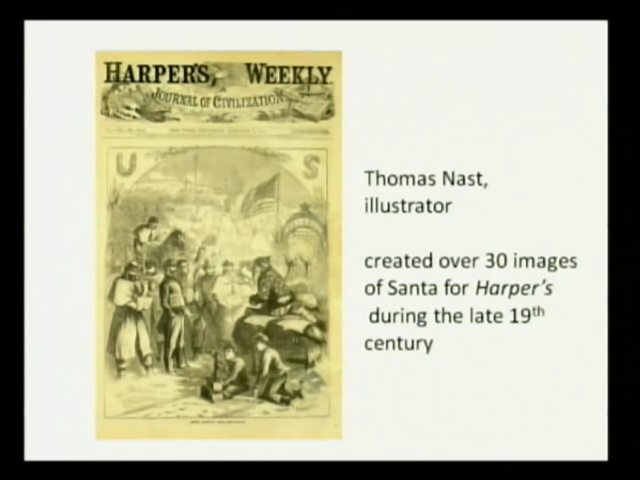 HARPER'S, WEEKLY.
JOURNAL OF CIVILIZATION
U S
Thomas Nast,
illustrator
created over 30 images
of Santa for Harper's
during the late 19th
century